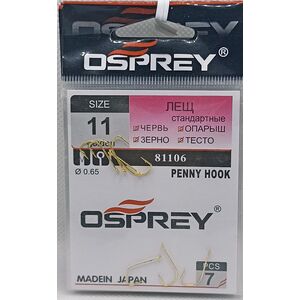 OSPREY®
SIZE
11
golden
Ø 0.65
ЛЕЩ
стандартные
ЧЕРВЬ
ОПАРЫШ
ЗЕРНО
ТЕСТО
81106
PENNY HOOK
OSPREY®
MADEIN JAPAN
PCS
7